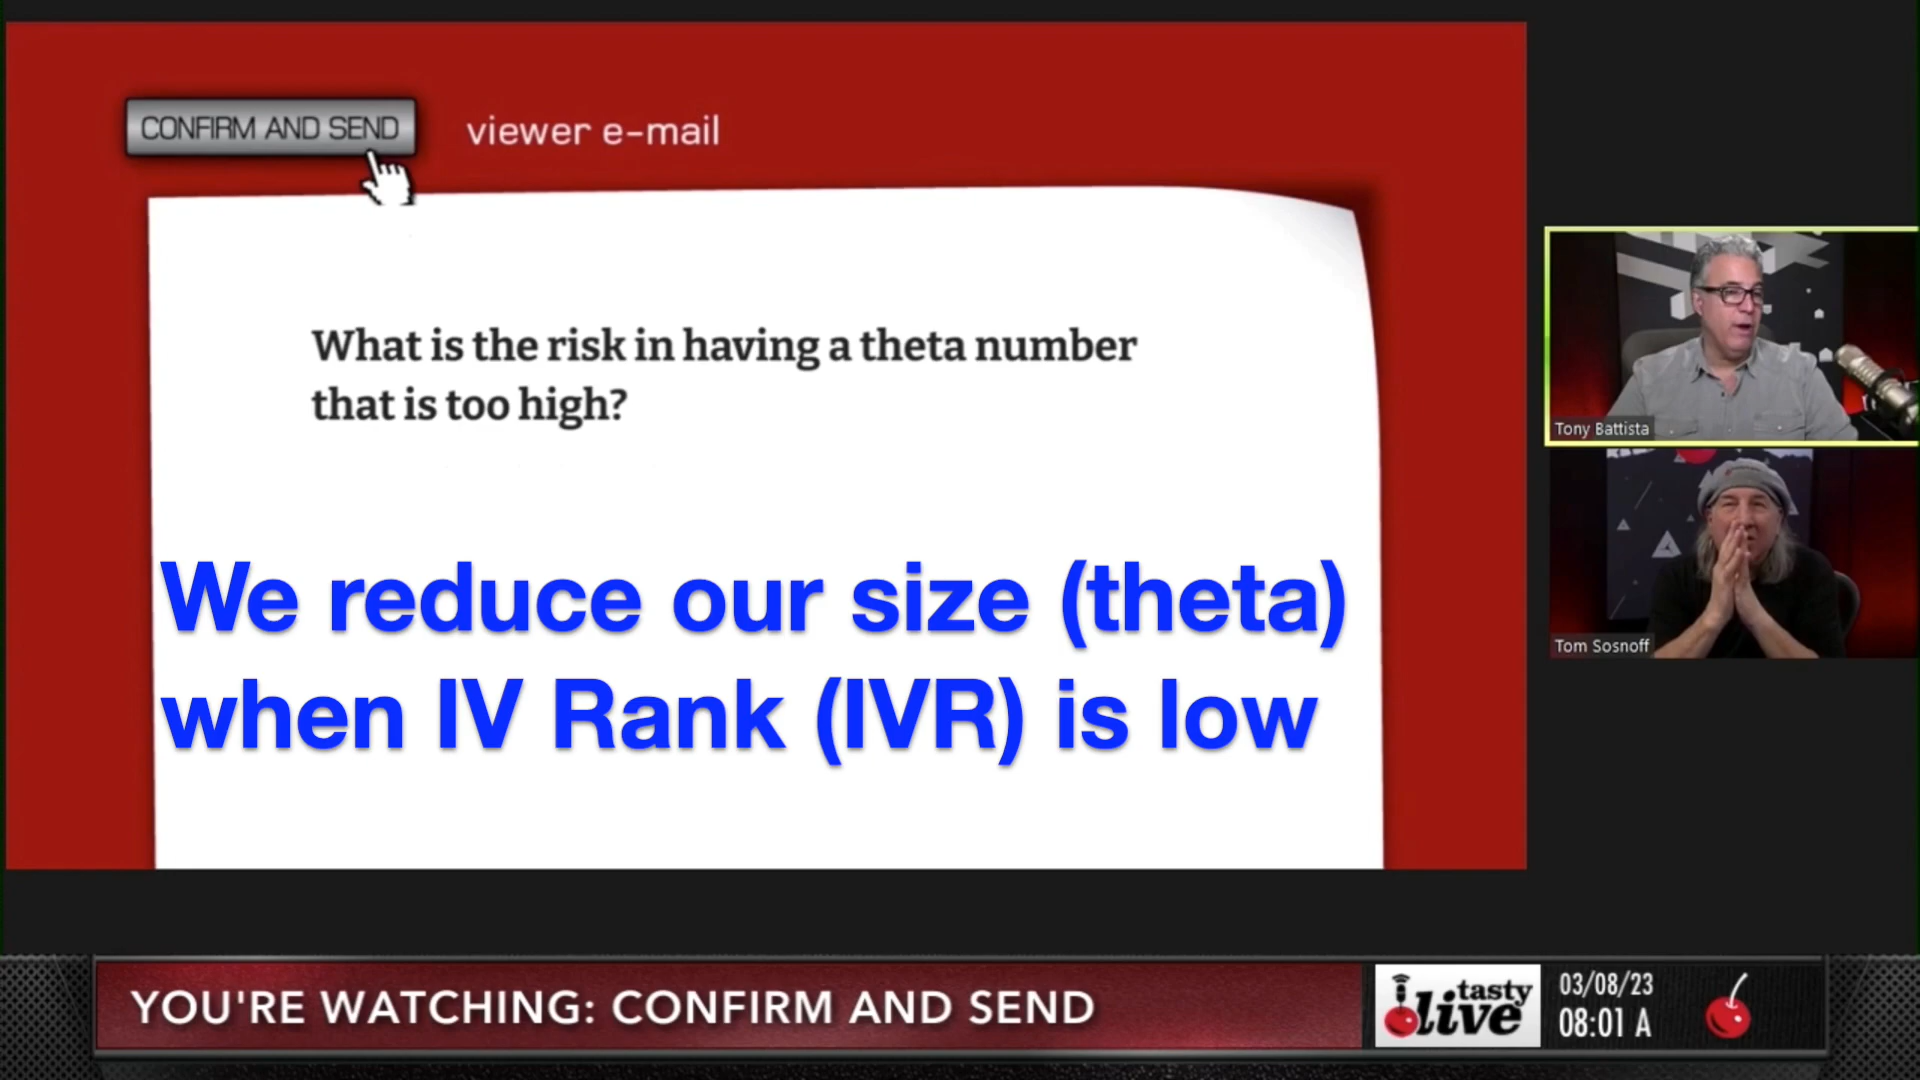 CONFIRM AND SEND
viewer e-mail
What is the risk in having a theta number
that is too high?
We reduce our size (theta)
when IV Rank (IVR) is low
Tony Battista
Tom Sosnoff
YOU'RE WATCHING: CONFIRM AND SEND
tasty
live
03/08/23
08:01 A